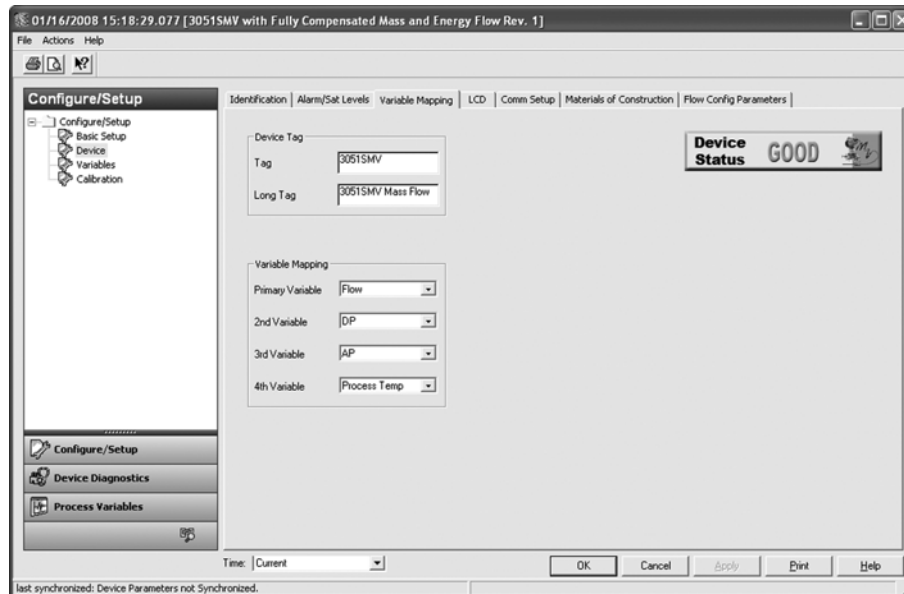 01/16/2008 15:18:29.077 [3051SMV with Fully Compensated Mass and Energy Flow Rev. 1]
File Actions Help
Configure/Setup
Configure/Setup
Basic Setup
Device
Variables
Calibration
Configure/Setup
Device Diagnostics
Process Variables
Identification Alarm/Sat Levels Variable Mapping LCD Comm Setup Materials of Construction Flow Config Parameters
Device Tag
Tag 3051SMV
Long Tag 3051SMV Mass Flow
Device Status GOOD
Variable Mapping
Primary Variable Flow
2nd Variable DP
3rd Variable AP
4th Variable Process Temp
Time: Current
OK Cancel Apply Print Help
last synchronized: Device Parameters not Synchronized.